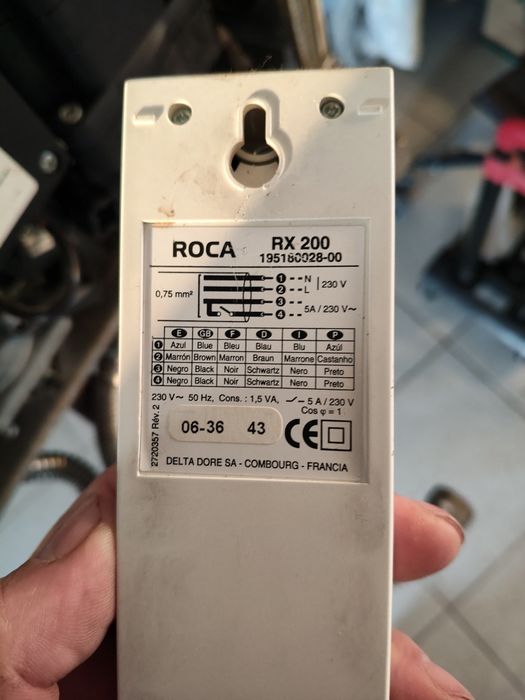 ROCA RX 200
195180028-00
0,75 mm²
1 N
2 L
230 V
3
4
5A / 230 V~
E GB F D I P
1 Azul Blue Bleu Blau Blu Azúl
2 Marrón Brown Marron Braun Marrone Castanho
3 Negro Black Noir Schwartz Nero Preto
4 Negro Black Noir Schwartz Nero Preto
230 V~ 50 Hz, Cons. : 1,5 VA, 5 A / 230 V
Cos φ = 1
06-36 43
CE
2720357 Rév. 2
DELTA DORE SA - COMBOURG - FRANCIA